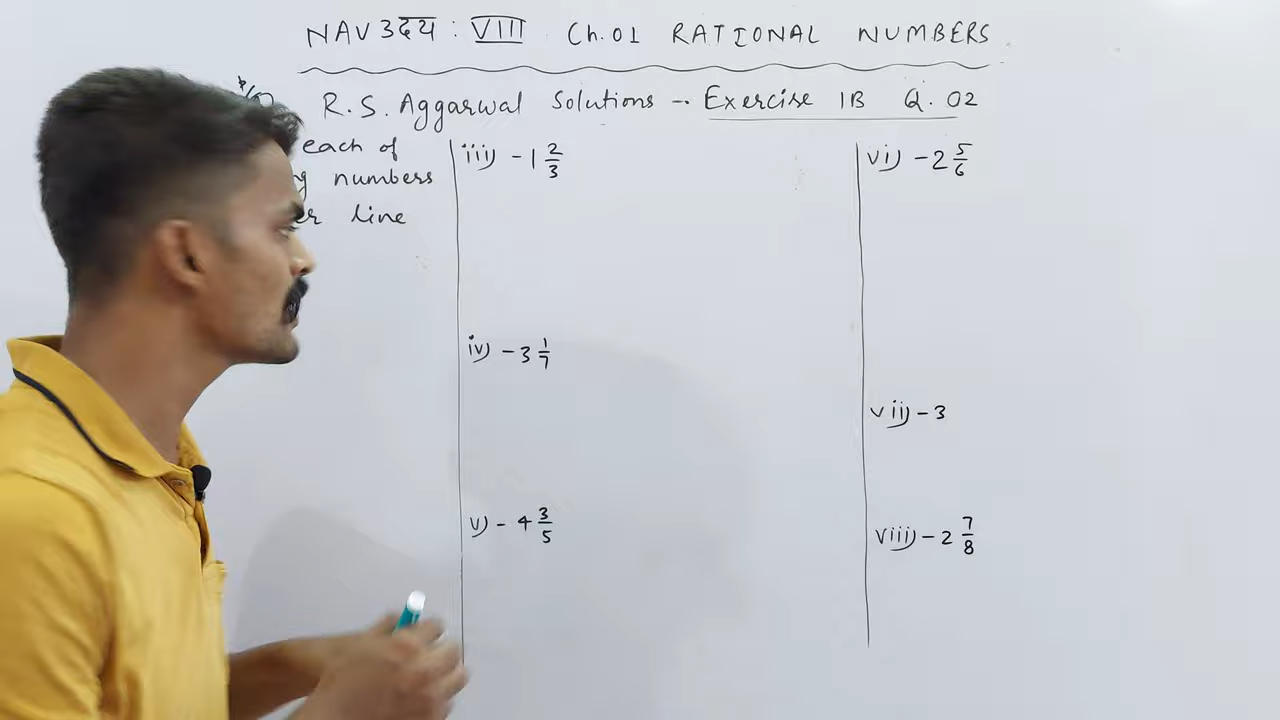 NAVउदय : VIII Ch.01 RATIONAL NUMBERS
R.S. Aggarwal Solutions -- Exercise 1B Q.02
each of
numbers
line
iii) -1 2/3
iv) -3 1/7
v) -4 3/5
vi) -2 5/6
vii) -3
viii) -2 7/8